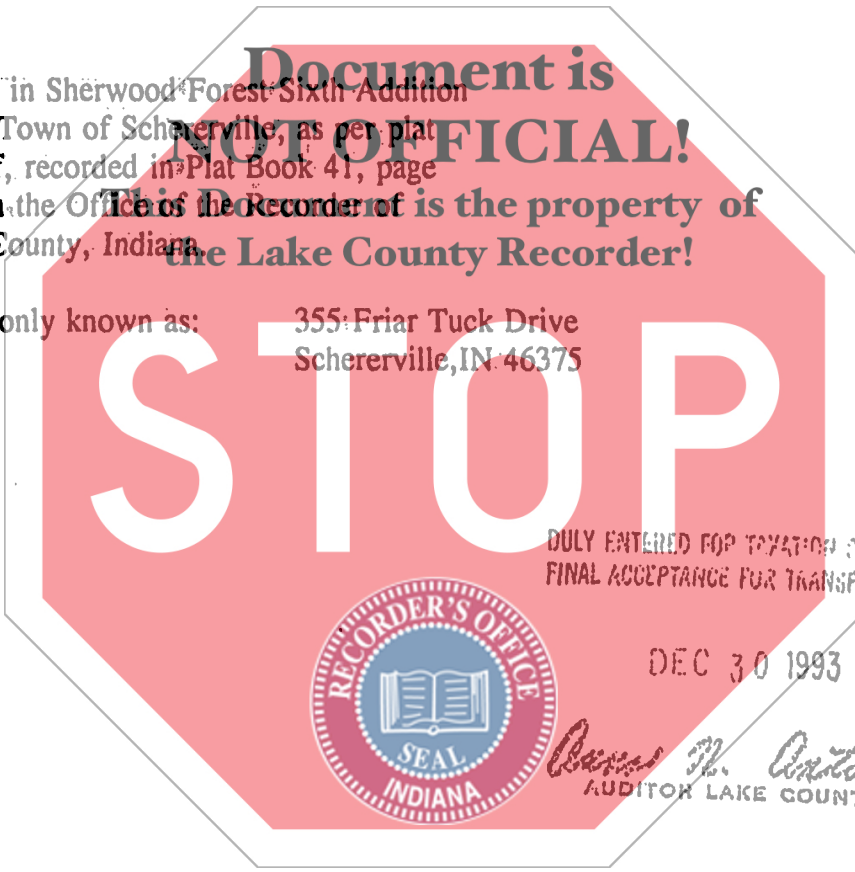 Document is
NOT OFFICIAL!
This Document is the property of
the Lake County Recorder!
in Sherwood Forest Sixth Addition
Town of Schererville, as per plat
, recorded in Plat Book 41, page
the Office of the Recorder of
County, Indiana.
only known as: 355 Friar Tuck Drive
Schererville, IN 46375
STOP
DULY ENTERED FOR TAXATION
FINAL ACCEPTANCE FOR TRANSF
DEC 30 1993
RECORDER'S OFFICE
SEAL
INDIANA
AUDITOR LAKE COUNT